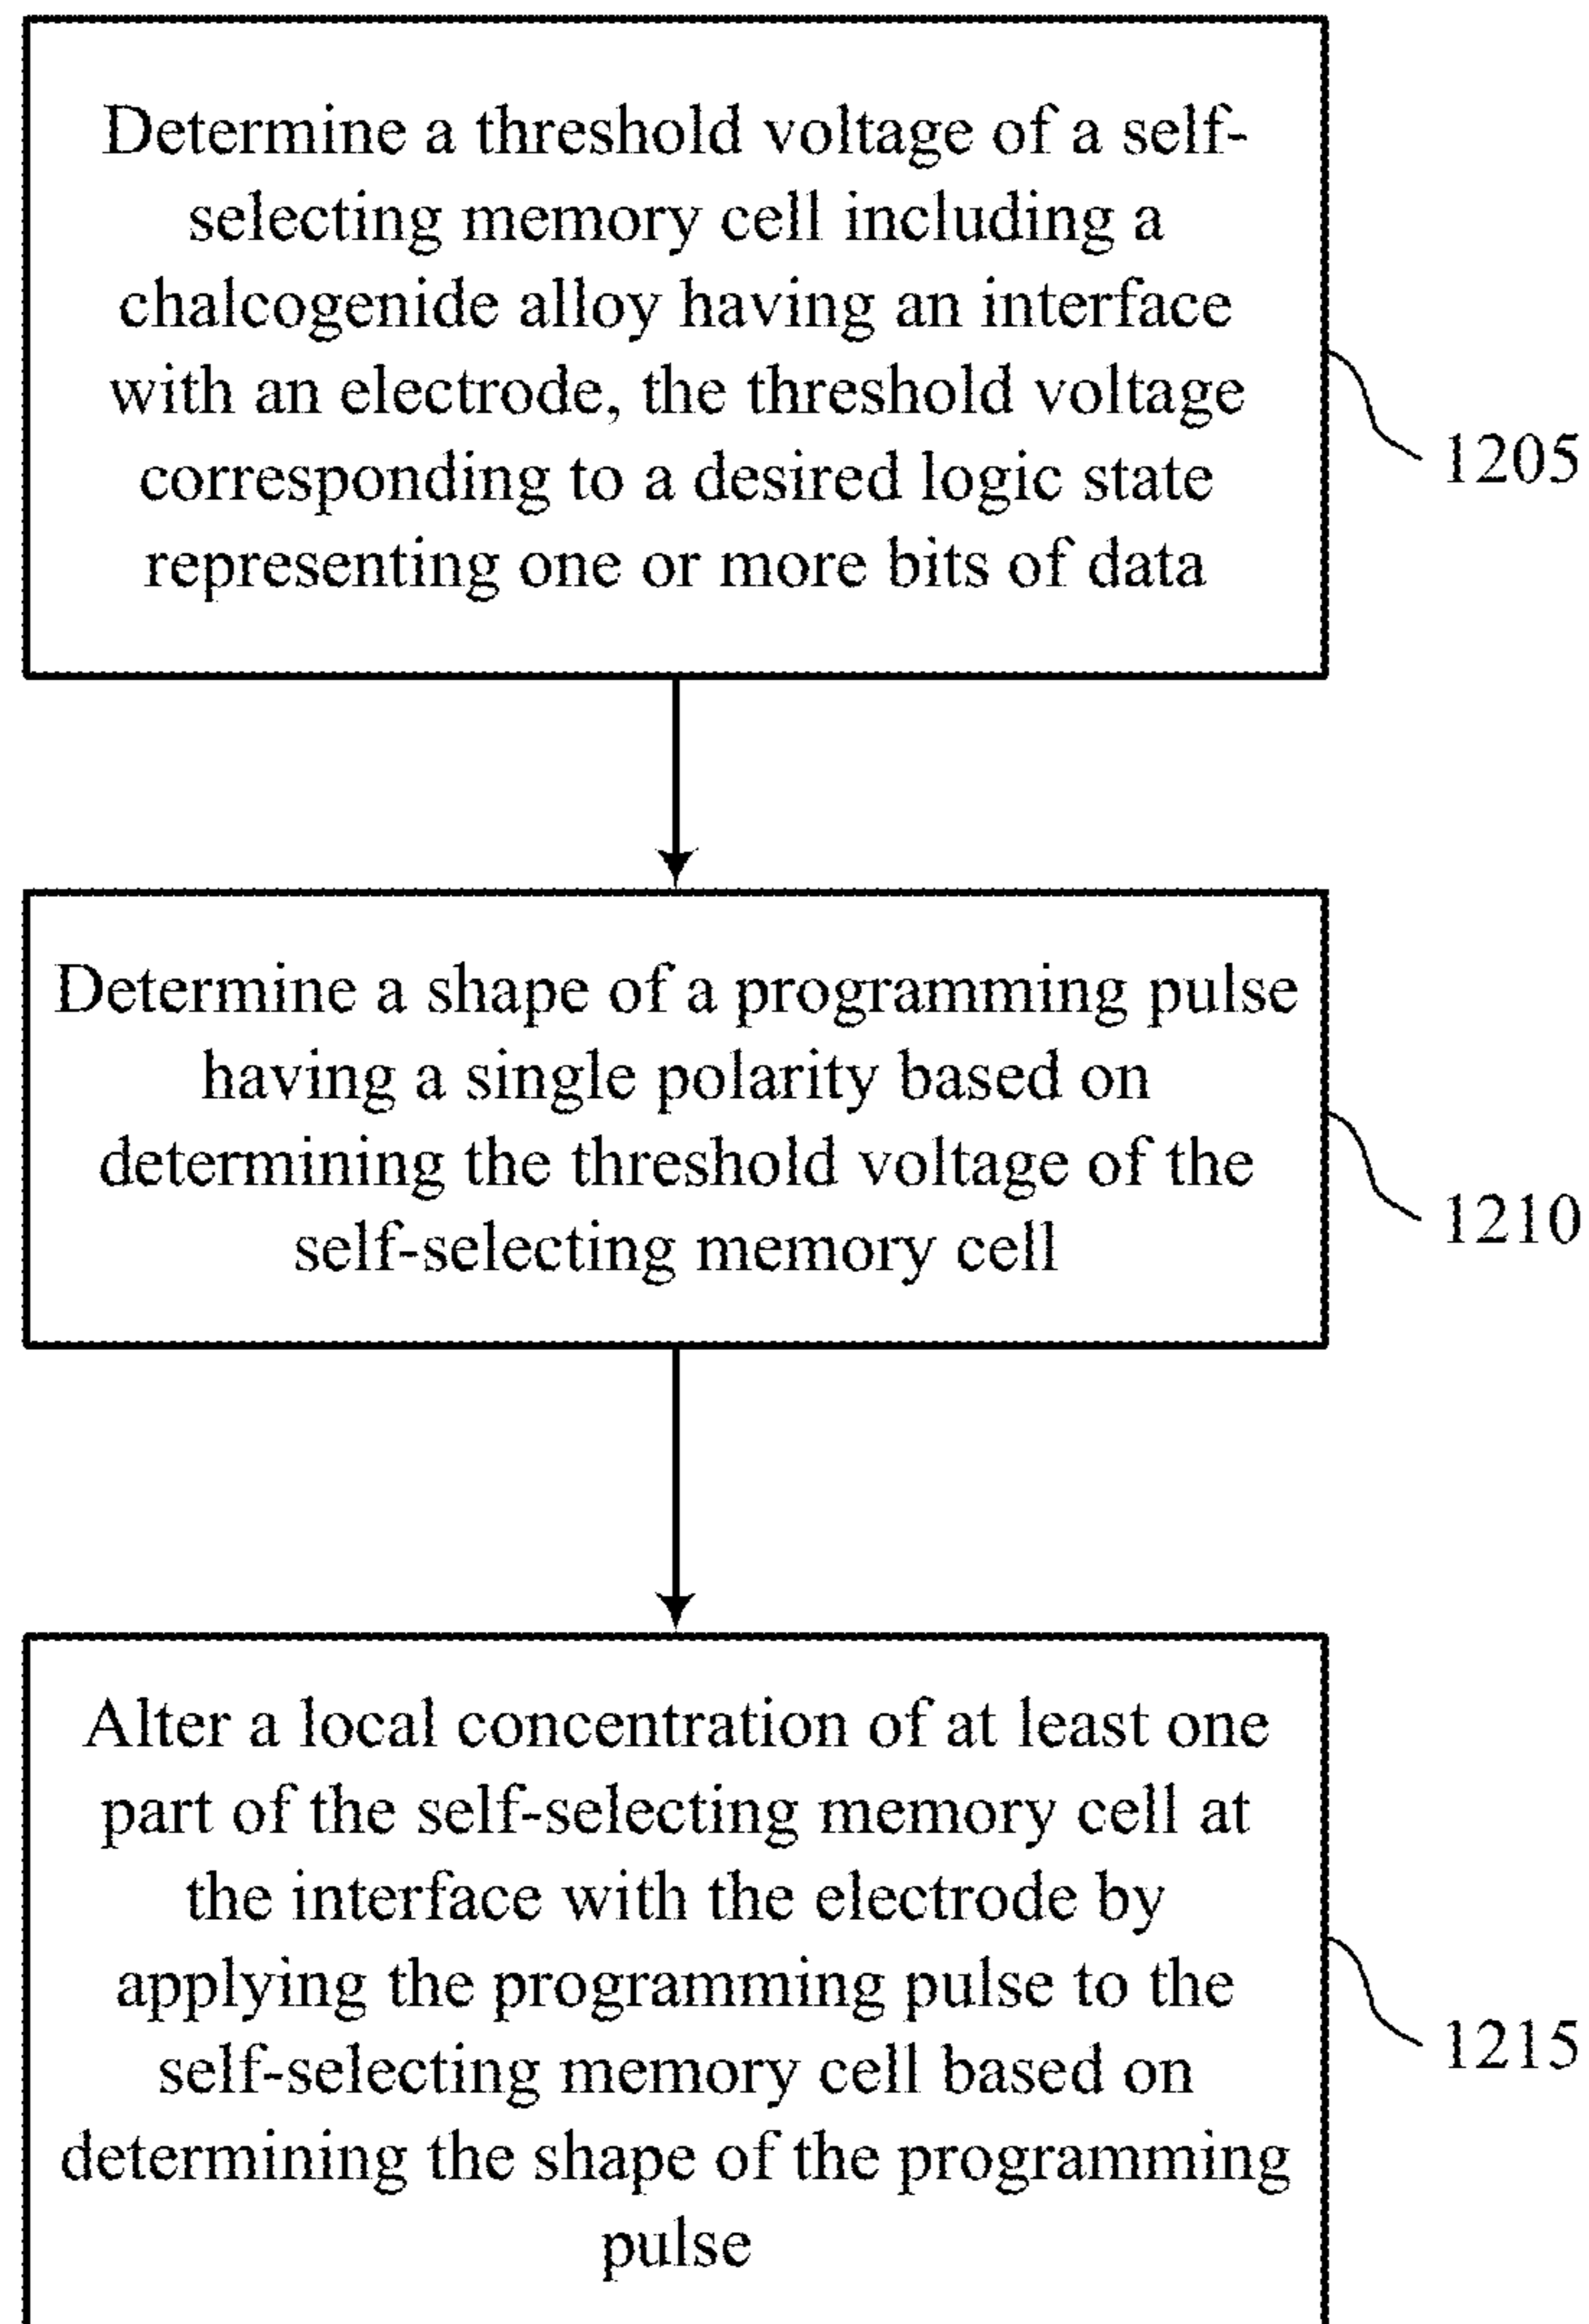 Determine a threshold voltage of a self-
selecting memory cell including a
chalcogenide alloy having an interface
with an electrode, the threshold voltage
corresponding to a desired logic state
representing one or more bits of data
1205
Determine a shape of a programming pulse
having a single polarity based on
determining the threshold voltage of the
self-selecting memory cell
1210
Alter a local concentration of at least one
part of the self-selecting memory cell at
the interface with the electrode by
applying the programming pulse to the
self-selecting memory cell based on
determining the shape of the programming
pulse
1215